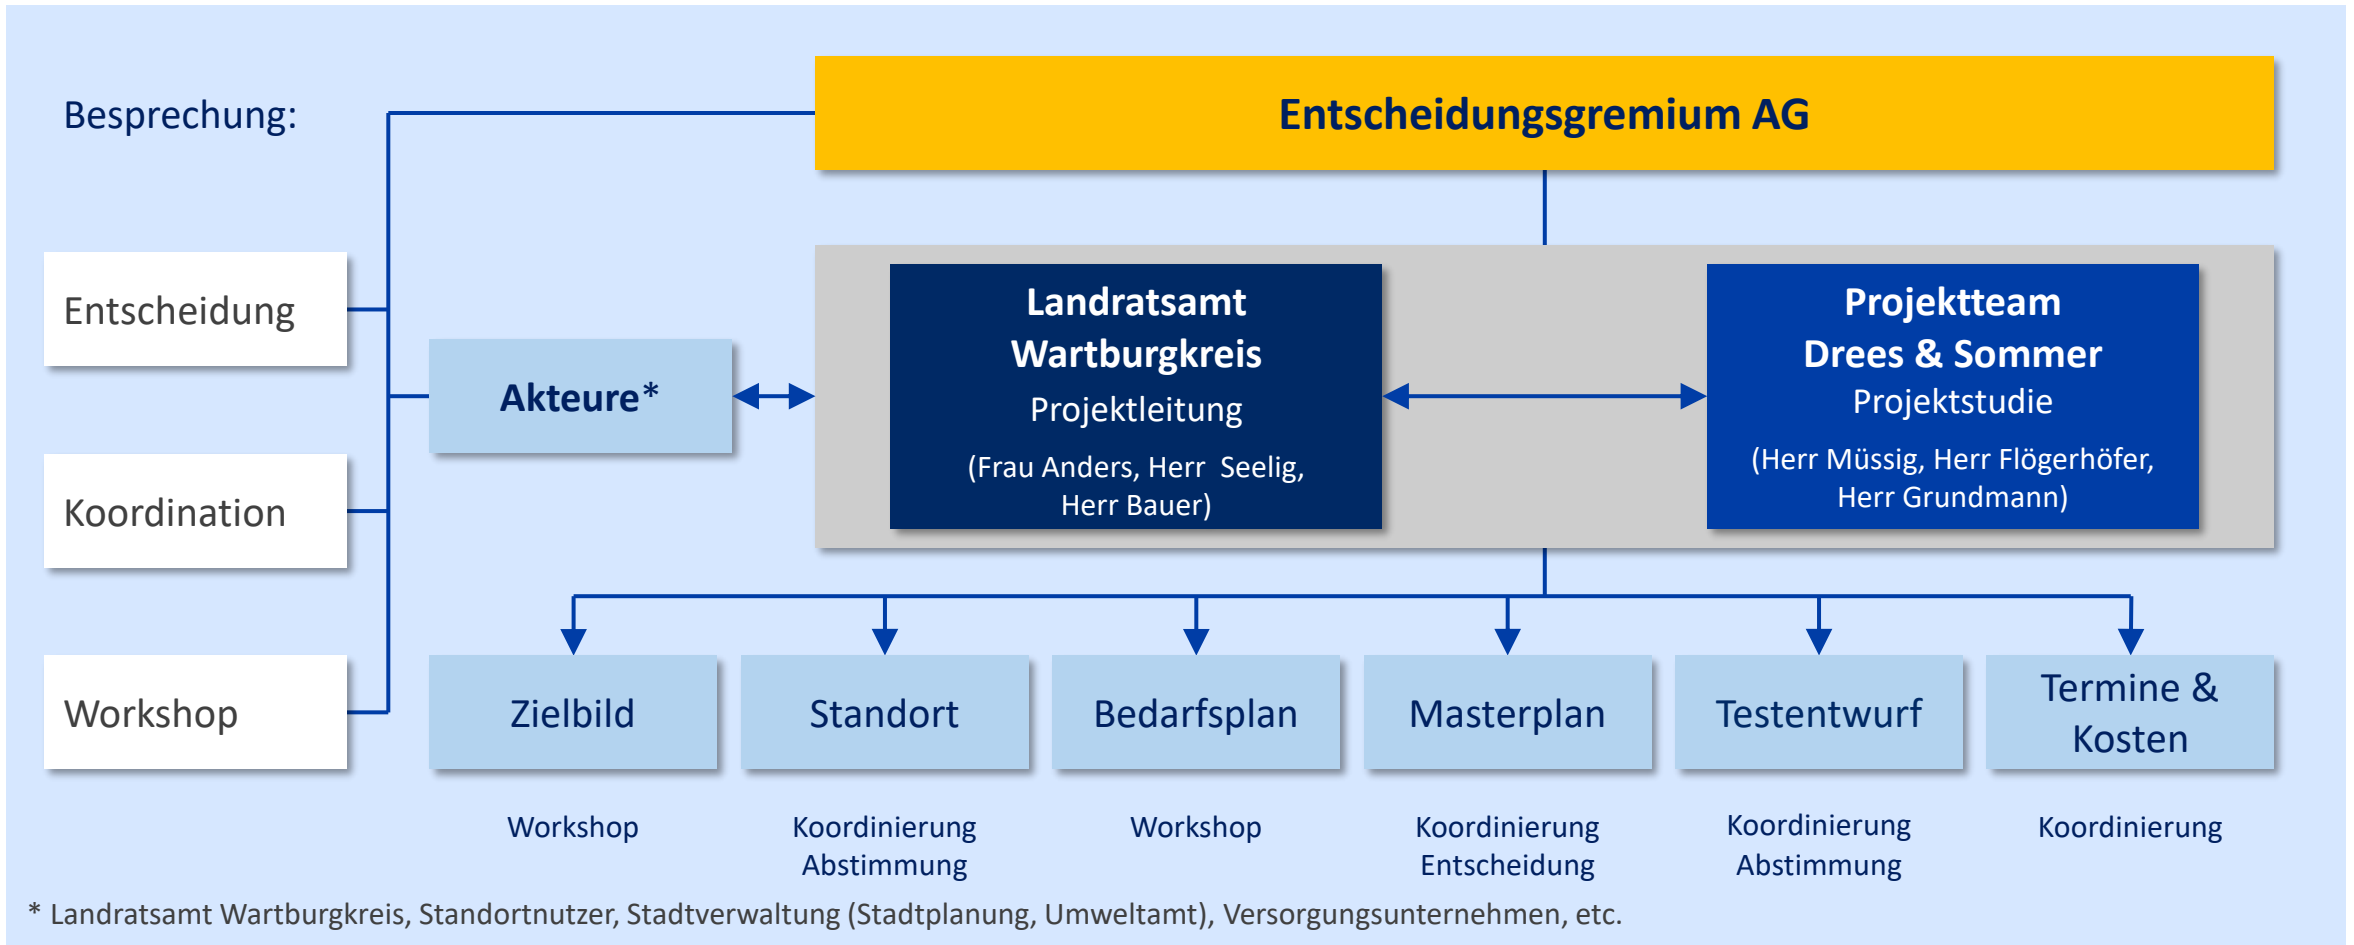 Besprechung:
Entscheidungsgremium AG
Entscheidung
Koordination
Workshop
Akteure*
Landratsamt
Wartburgkreis
Projektleitung
(Frau Anders, Herr Seelig,
Herr Bauer)
Projektteam
Drees & Sommer
Projektstudie
(Herr Müssig, Herr Flögerhöfer,
Herr Grundmann)
Zielbild
Standort
Bedarfsplan
Masterplan
Testentwurf
Termine &
Kosten
Workshop
Koordinierung
Abstimmung
Workshop
Koordinierung
Entscheidung
Koordinierung
Abstimmung
Koordinierung
* Landratsamt Wartburgkreis, Standortnutzer, Stadtverwaltung (Stadtplanung, Umweltamt), Versorgungsunternehmen, etc.